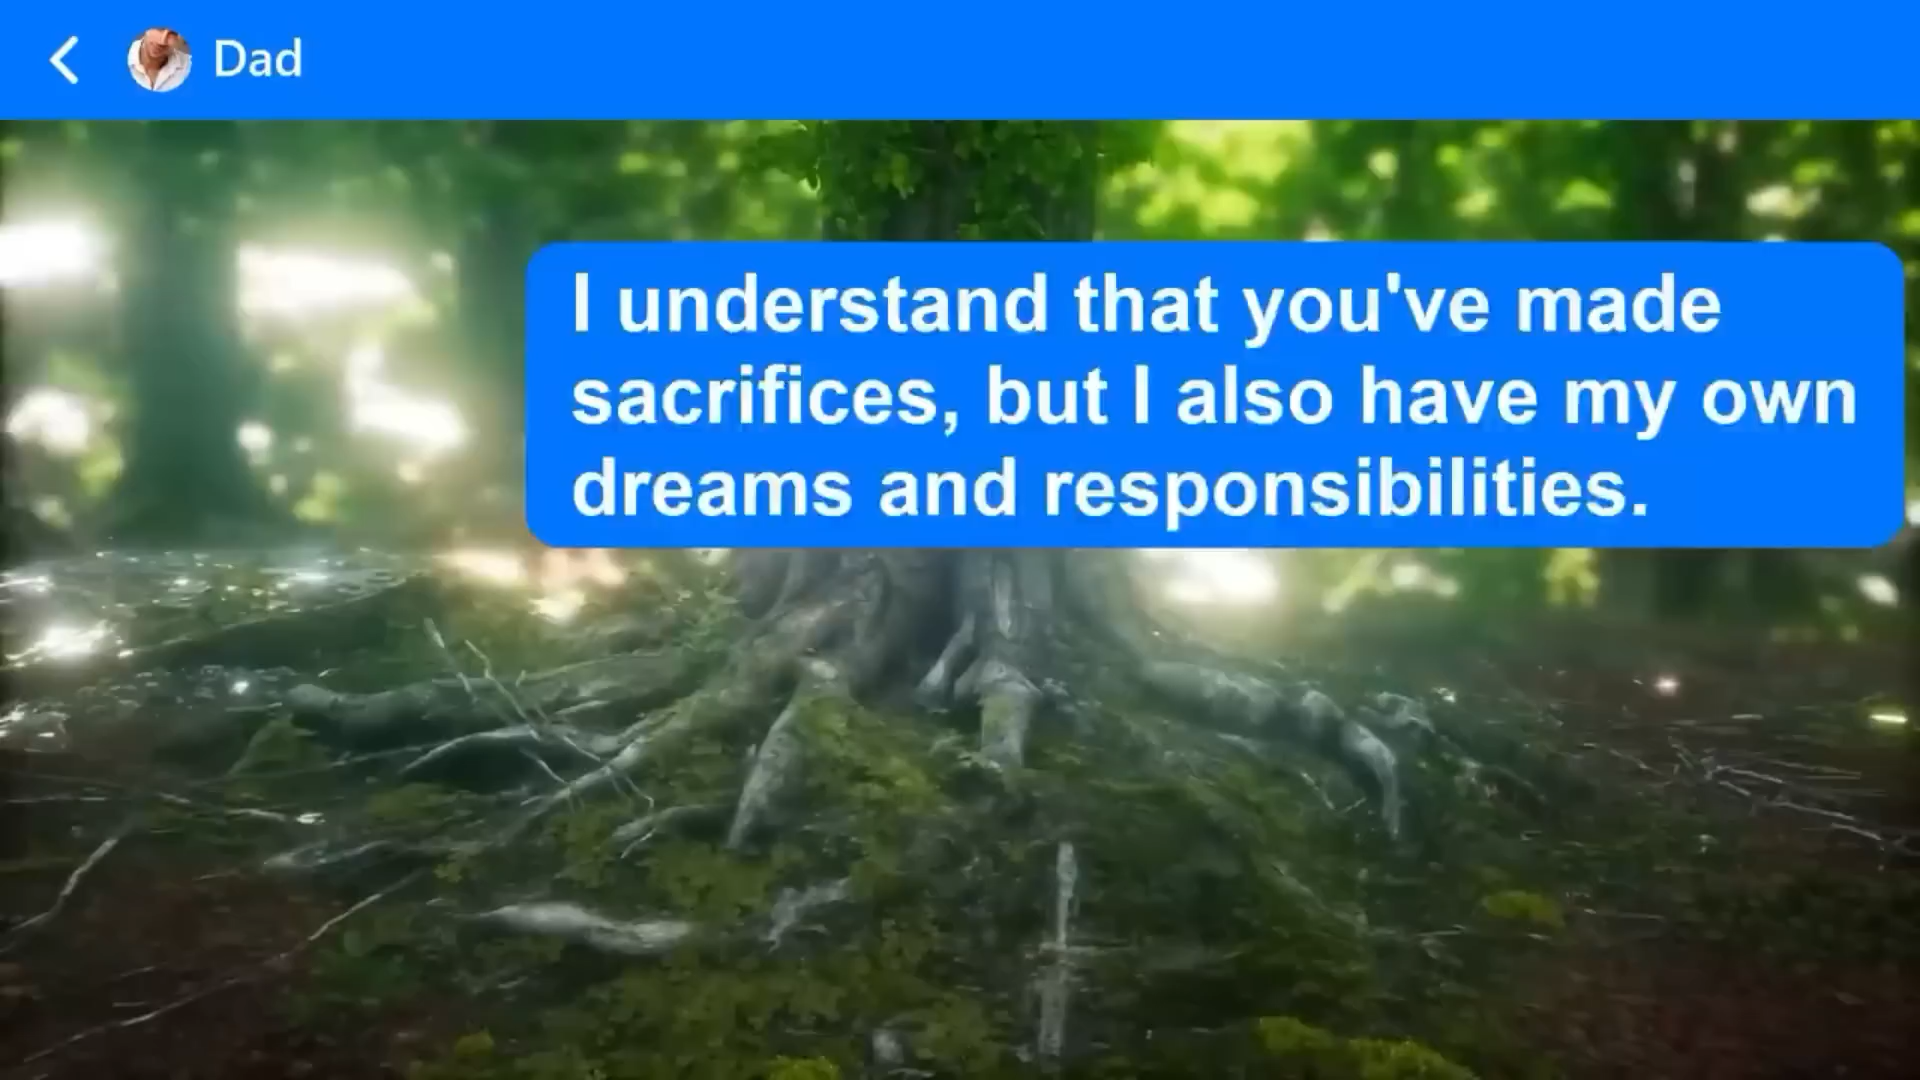 Dad
I understand that you've made
sacrifices, but I also have my own
dreams and responsibilities.